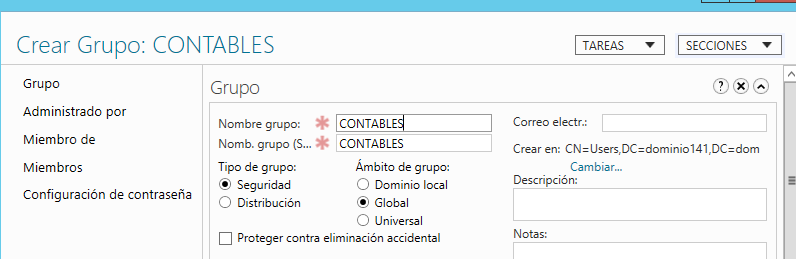 Crear Grupo: CONTABLES
TAREAS
SECCIONES
Grupo
Administrado por
Miembro de
Miembros
Configuración de contraseña
Grupo
Nombre grupo: * CONTABLES
Nomb. grupo (S... * CONTABLES
Tipo de grupo:
Seguridad
Distribución
Ámbito de grupo:
Dominio local
Global
Universal
Proteger contra eliminación accidental
Correo electr.:
Crear en: CN=Users,DC=dominio141,DC=dom
Cambiar...
Descripción:
Notas: